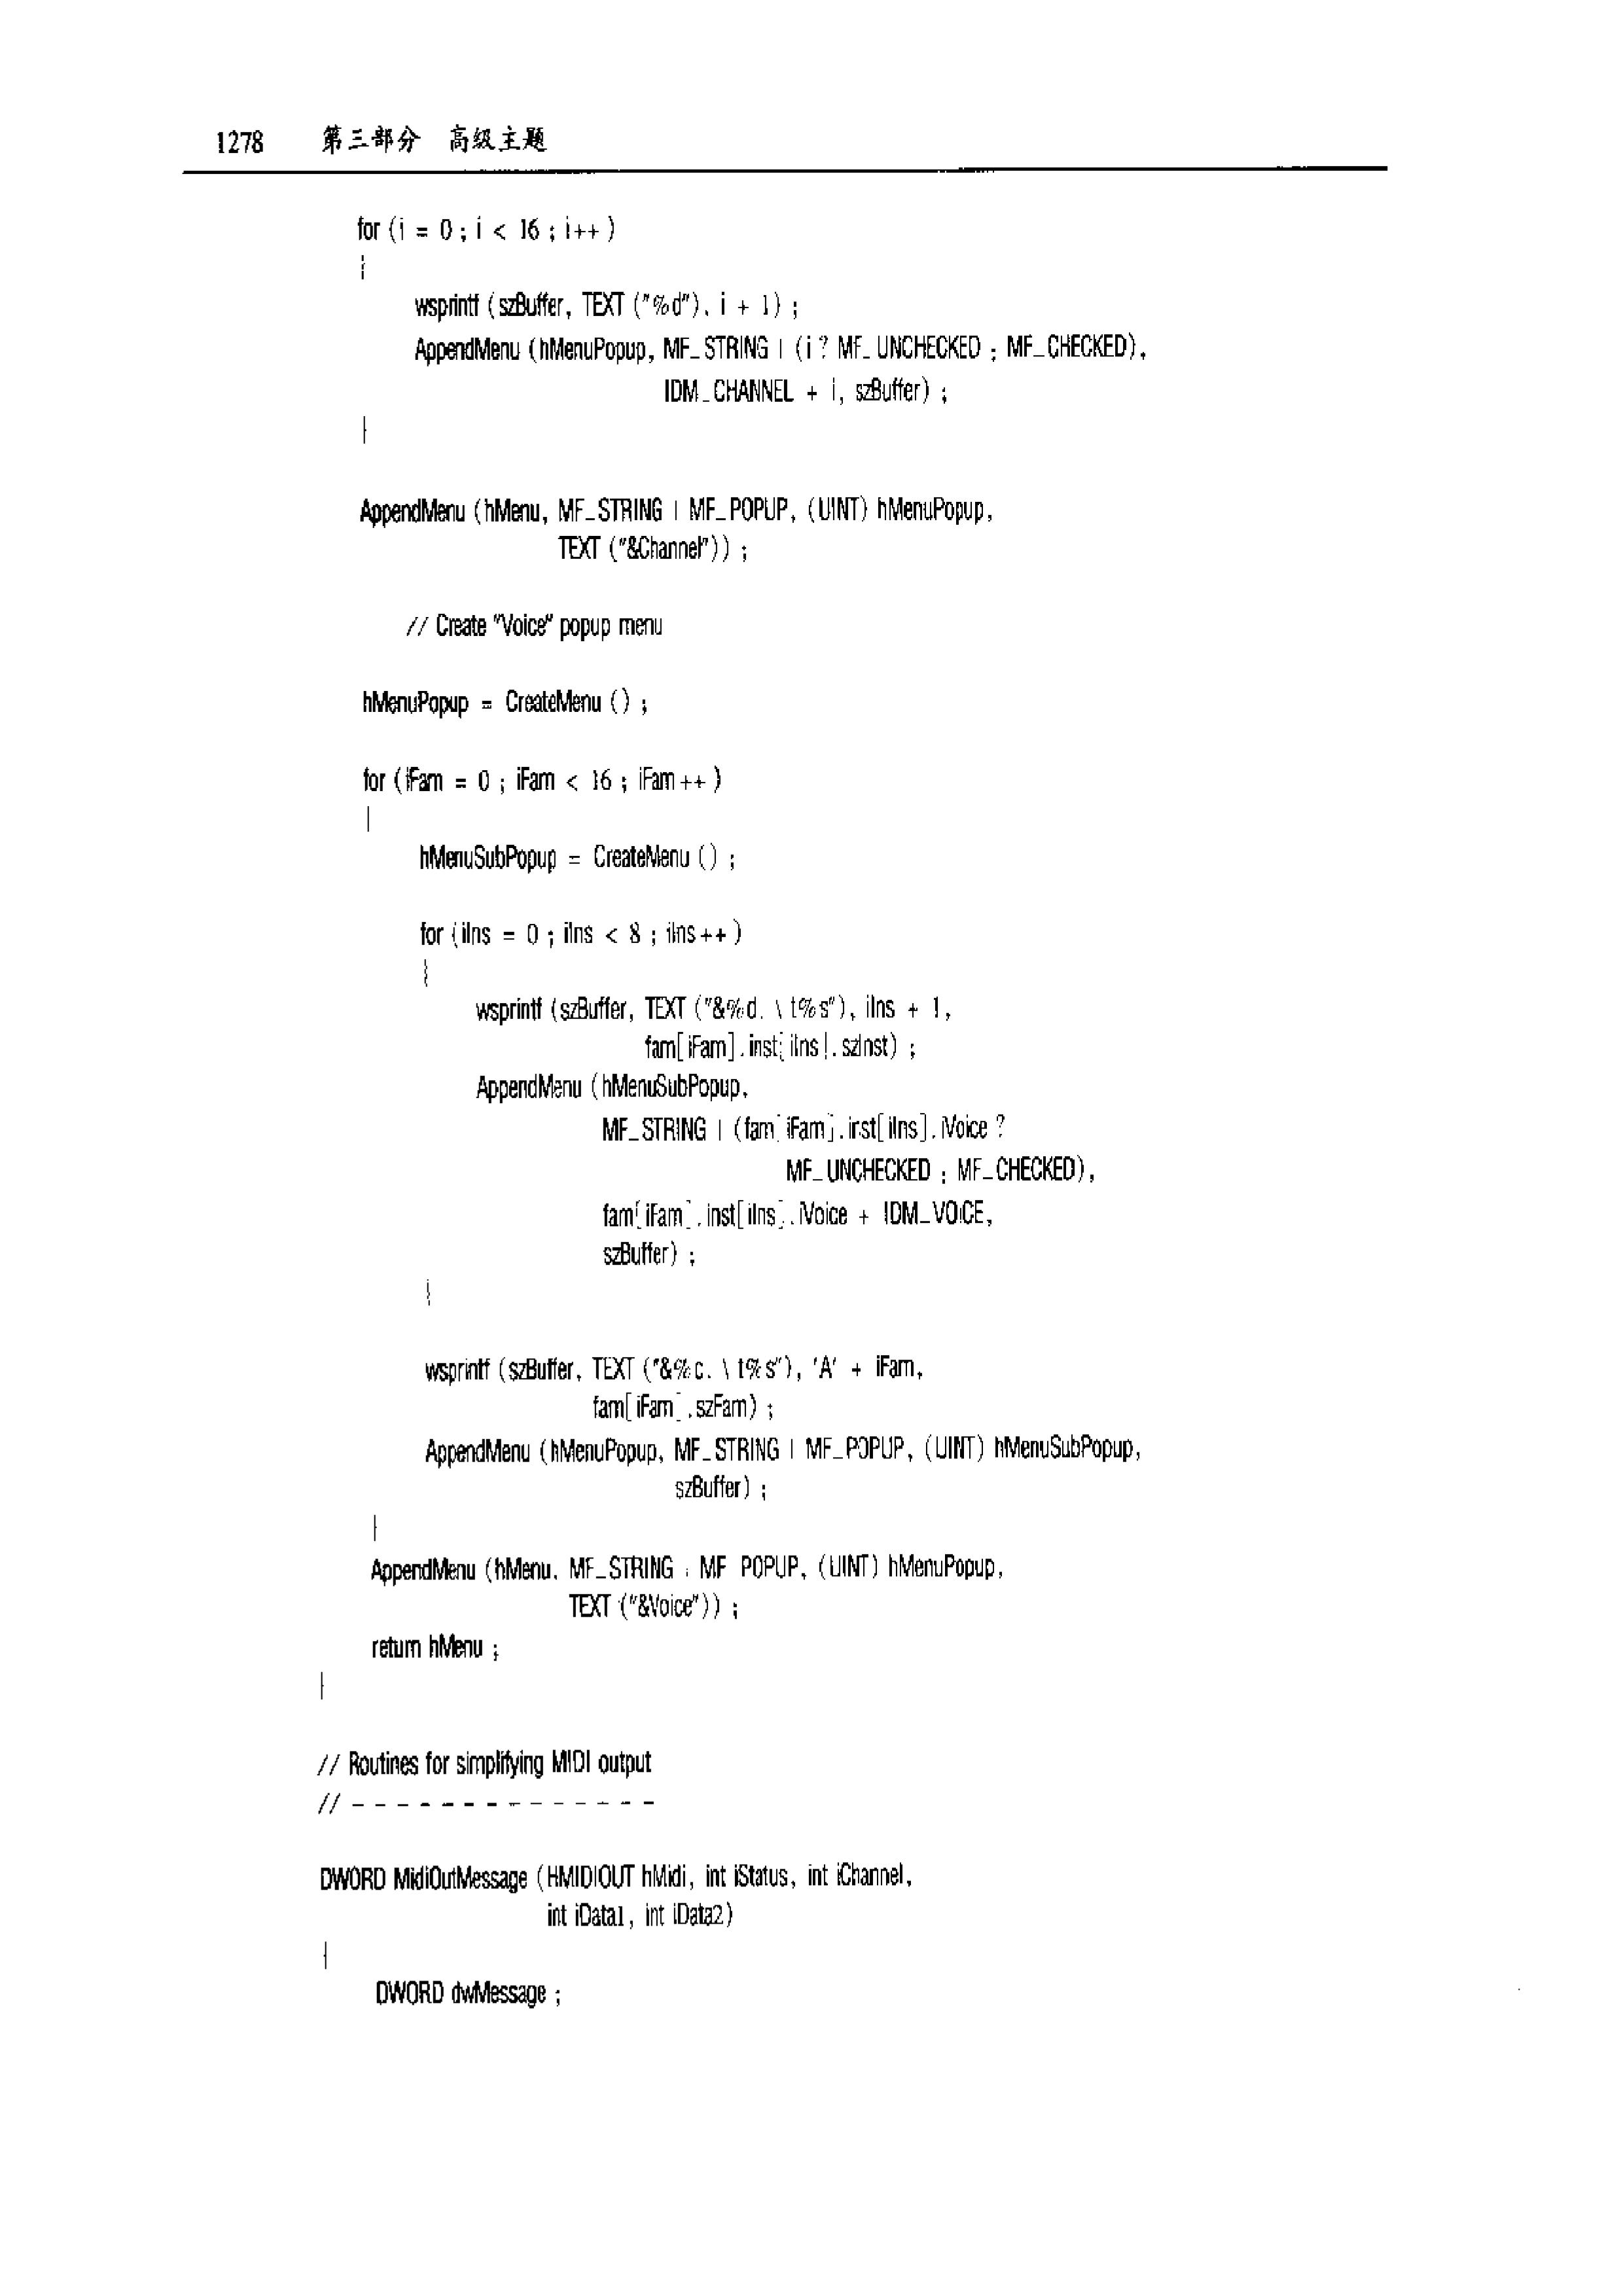 1278 第三部分 高级主题
for (i = 0 ; i < 16 ; i++ )
{
wsprintf (szBuffer, TEXT ("%d"), i + 1) ;
AppendMenu (hMenuPopup, MF_STRING | (i ? MF_UNCHECKED : MF_CHECKED),
IDM_CHANNEL + i, szBuffer) ;
}
AppendMenu (hMenu, MF_STRING | MF_POPUP, (UINT) hMenuPopup,
TEXT ("&Channel")) ;
// Create "Voice" popup menu
hMenuPopup = CreateMenu () ;
for (iFam = 0 ; iFam < 16 ; iFam++ )
{
hMenuSubPopup = CreateMenu () ;
for (iIns = 0 ; iIns < 8 ; iIns++ )
{
wsprintf (szBuffer, TEXT ("&%d. \ t%s"), iIns + 1,
fam[iFam].inst[iIns].szInst) ;
AppendMenu (hMenuSubPopup,
MF_STRING | (fam[iFam].inst[iIns].iVoice ?
MF_UNCHECKED : MF_CHECKED),
fam[iFam].inst[iIns].iVoice + IDM_VOICE,
szBuffer) ;
}
wsprintf (szBuffer, TEXT ("&%c. \ t%s"), 'A' + iFam,
fam[iFam].szFam) ;
AppendMenu (hMenuPopup, MF_STRING | MF_POPUP, (UINT) hMenuSubPopup,
szBuffer) ;
}
AppendMenu (hMenu, MF_STRING | MF_POPUP, (UINT) hMenuPopup,
TEXT ("&Voice")) ;
return hMenu ;
}
// Routines for simplifying MIDI output
// - - - - - - - - - - - - - -
DWORD MidiOutMessage (HMIDIOUT hMidi, int iStatus, int iChannel,
int iData1, int iData2)
{
DWORD dwMessage ;